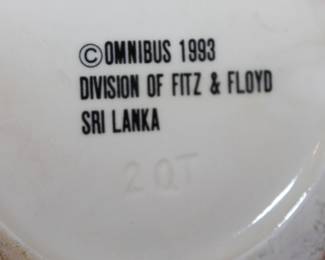 ©OMNIBUS 1993
DIVISION OF FITZ & FLOYD
SRI LANKA
2 QT